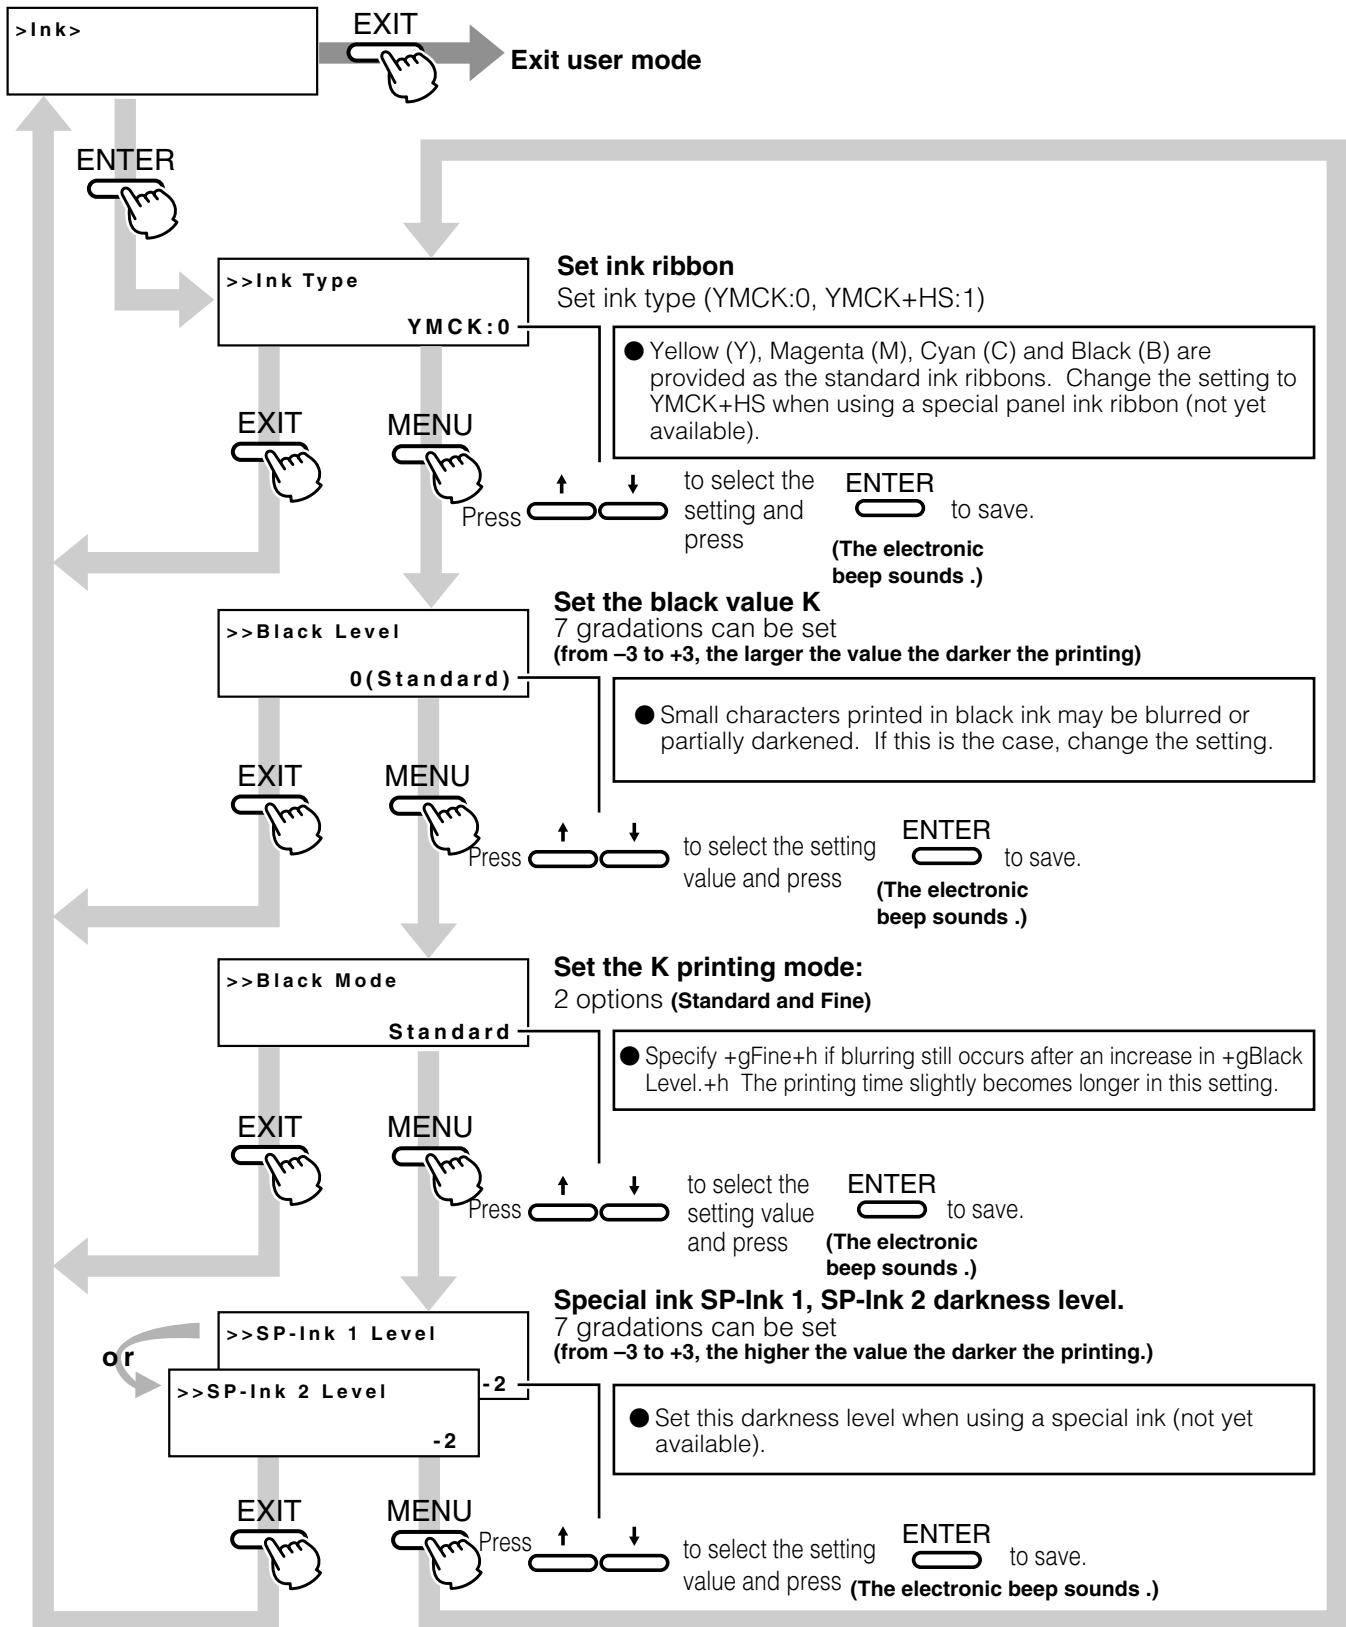 >Ink>
EXIT
Exit user mode
ENTER
>>Ink Type
YMCK:0
Set ink ribbon
Set ink type (YMCK:0, YMCK+HS:1)
● Yellow (Y), Magenta (M), Cyan (C) and Black (B) are
provided as the standard ink ribbons.  Change the setting to
YMCK+HS when using a special panel ink ribbon (not yet
available).
EXIT
MENU
Press
to select the
setting and
press
ENTER
to save.
(The electronic
beep sounds .)
>>Black Level
0(Standard)
Set the black value K
7 gradations can be set
(from –3 to +3, the larger the value the darker the printing)
● Small characters printed in black ink may be blurred or
partially darkened.  If this is the case, change the setting.
EXIT
MENU
Press
to select the setting
value and press
ENTER
to save.
(The electronic
beep sounds .)
>>Black Mode
Standard
Set the K printing mode:
2 options (Standard and Fine)
● Specify +gFine+h if blurring still occurs after an increase in +gBlack
Level.+h  The printing time slightly becomes longer in this setting.
EXIT
MENU
Press
to select the
setting value
and press
ENTER
to save.
(The electronic
beep sounds .)
>>SP-Ink 1 Level
-2
or
>>SP-Ink 2 Level
-2
Special ink SP-Ink 1, SP-Ink 2 darkness level.
7 gradations can be set
(from –3 to +3, the higher the value the darker the printing.)
● Set this darkness level when using a special ink (not yet
available).
EXIT
MENU
Press
to select the setting
value and press
ENTER
to save.
(The electronic beep sounds .)